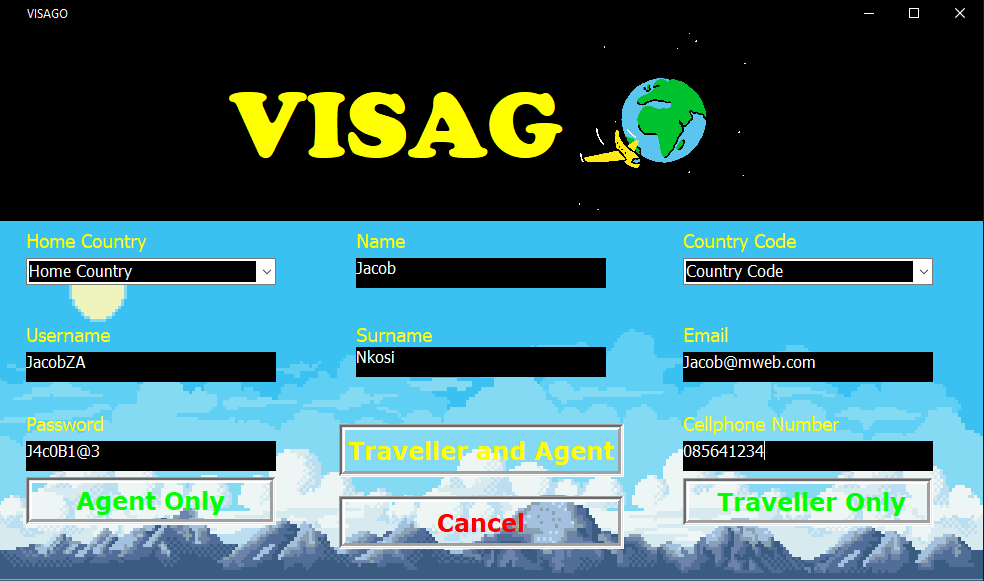 VISAGO
VISAG
Home Country
Home Country
Name
Jacob
Country Code
Country Code
Username
JacobZA
Surname
Nkosi
Email
Jacob@mweb.com
Password
J4c0B1@3
Cellphone Number
085641234
Traveller and Agent
Agent Only
Cancel
Traveller Only